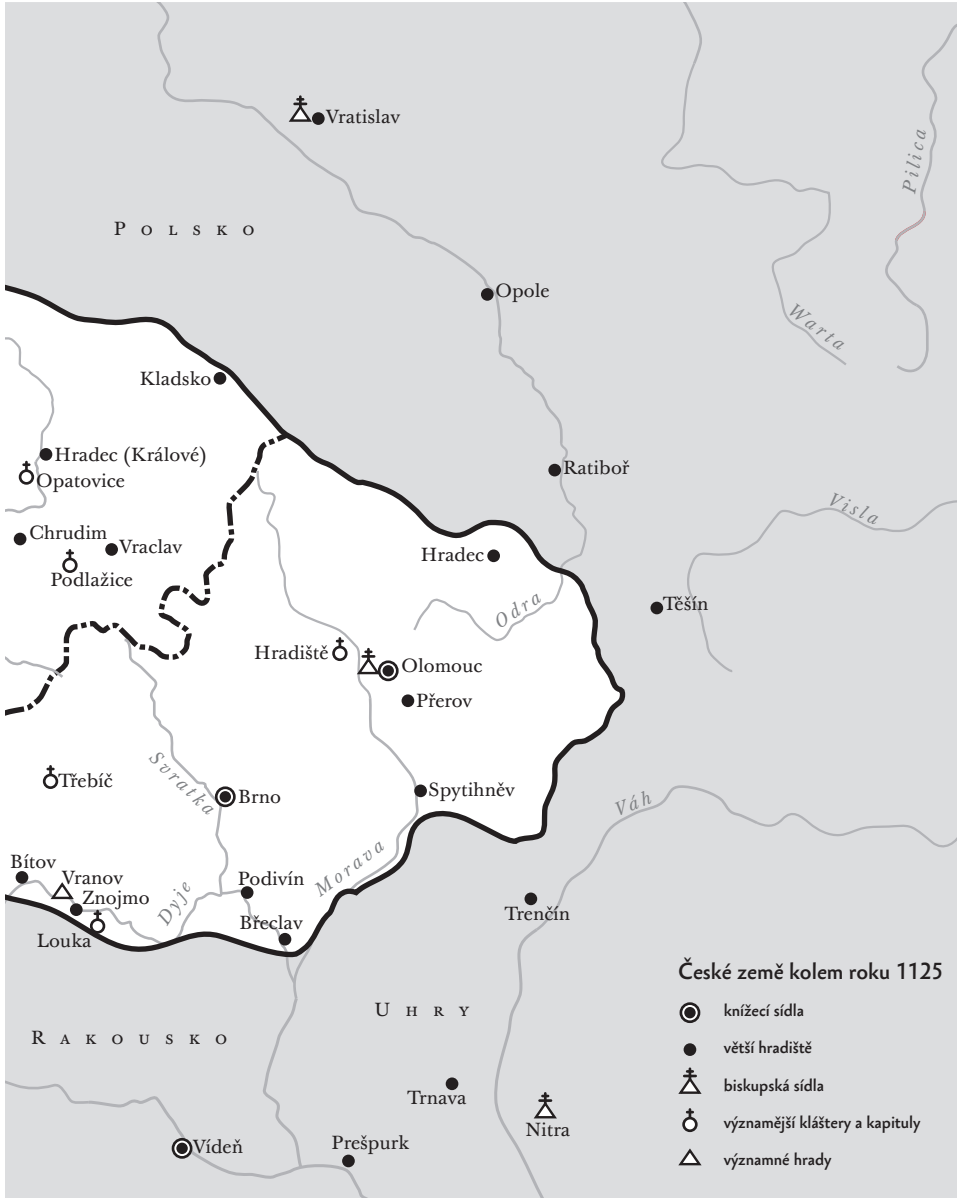 Vratislav
Pilica
POLSKO
Opole
Warta
Kladsko
Hradec (Králové)
Opatovice
Ratiboř
Visla
Chrudim
Vraclav
Podlažice
Hradec
Odra
Těšín
Hradiště
Olomouc
Přerov
Třebíč
Svratka
Brno
Spytihněv
Váh
Bítov
Vranov
Znojmo
Louka
Dyje
Podivín
Morava
Břeclav
Trenčín
České země kolem roku 1125
knížecí sídla
větší hradiště
biskupská sídla
významější kláštery a kapituly
významné hrady
UHRY
RAKOUSKO
Trnava
Nitra
Vídeň
Prešpurk